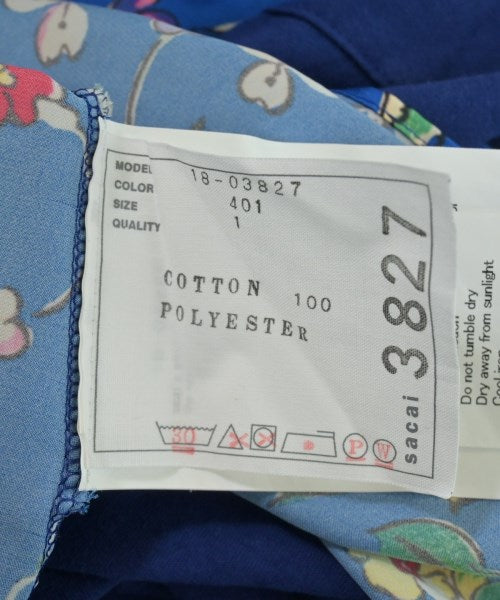 MODEL 18-03827
COLOR 401
SIZE 1
QUALITY
COTTON 100
POLYESTER
30 P W
sacai 3827
Do not tumble dry
Dry away from sunlight